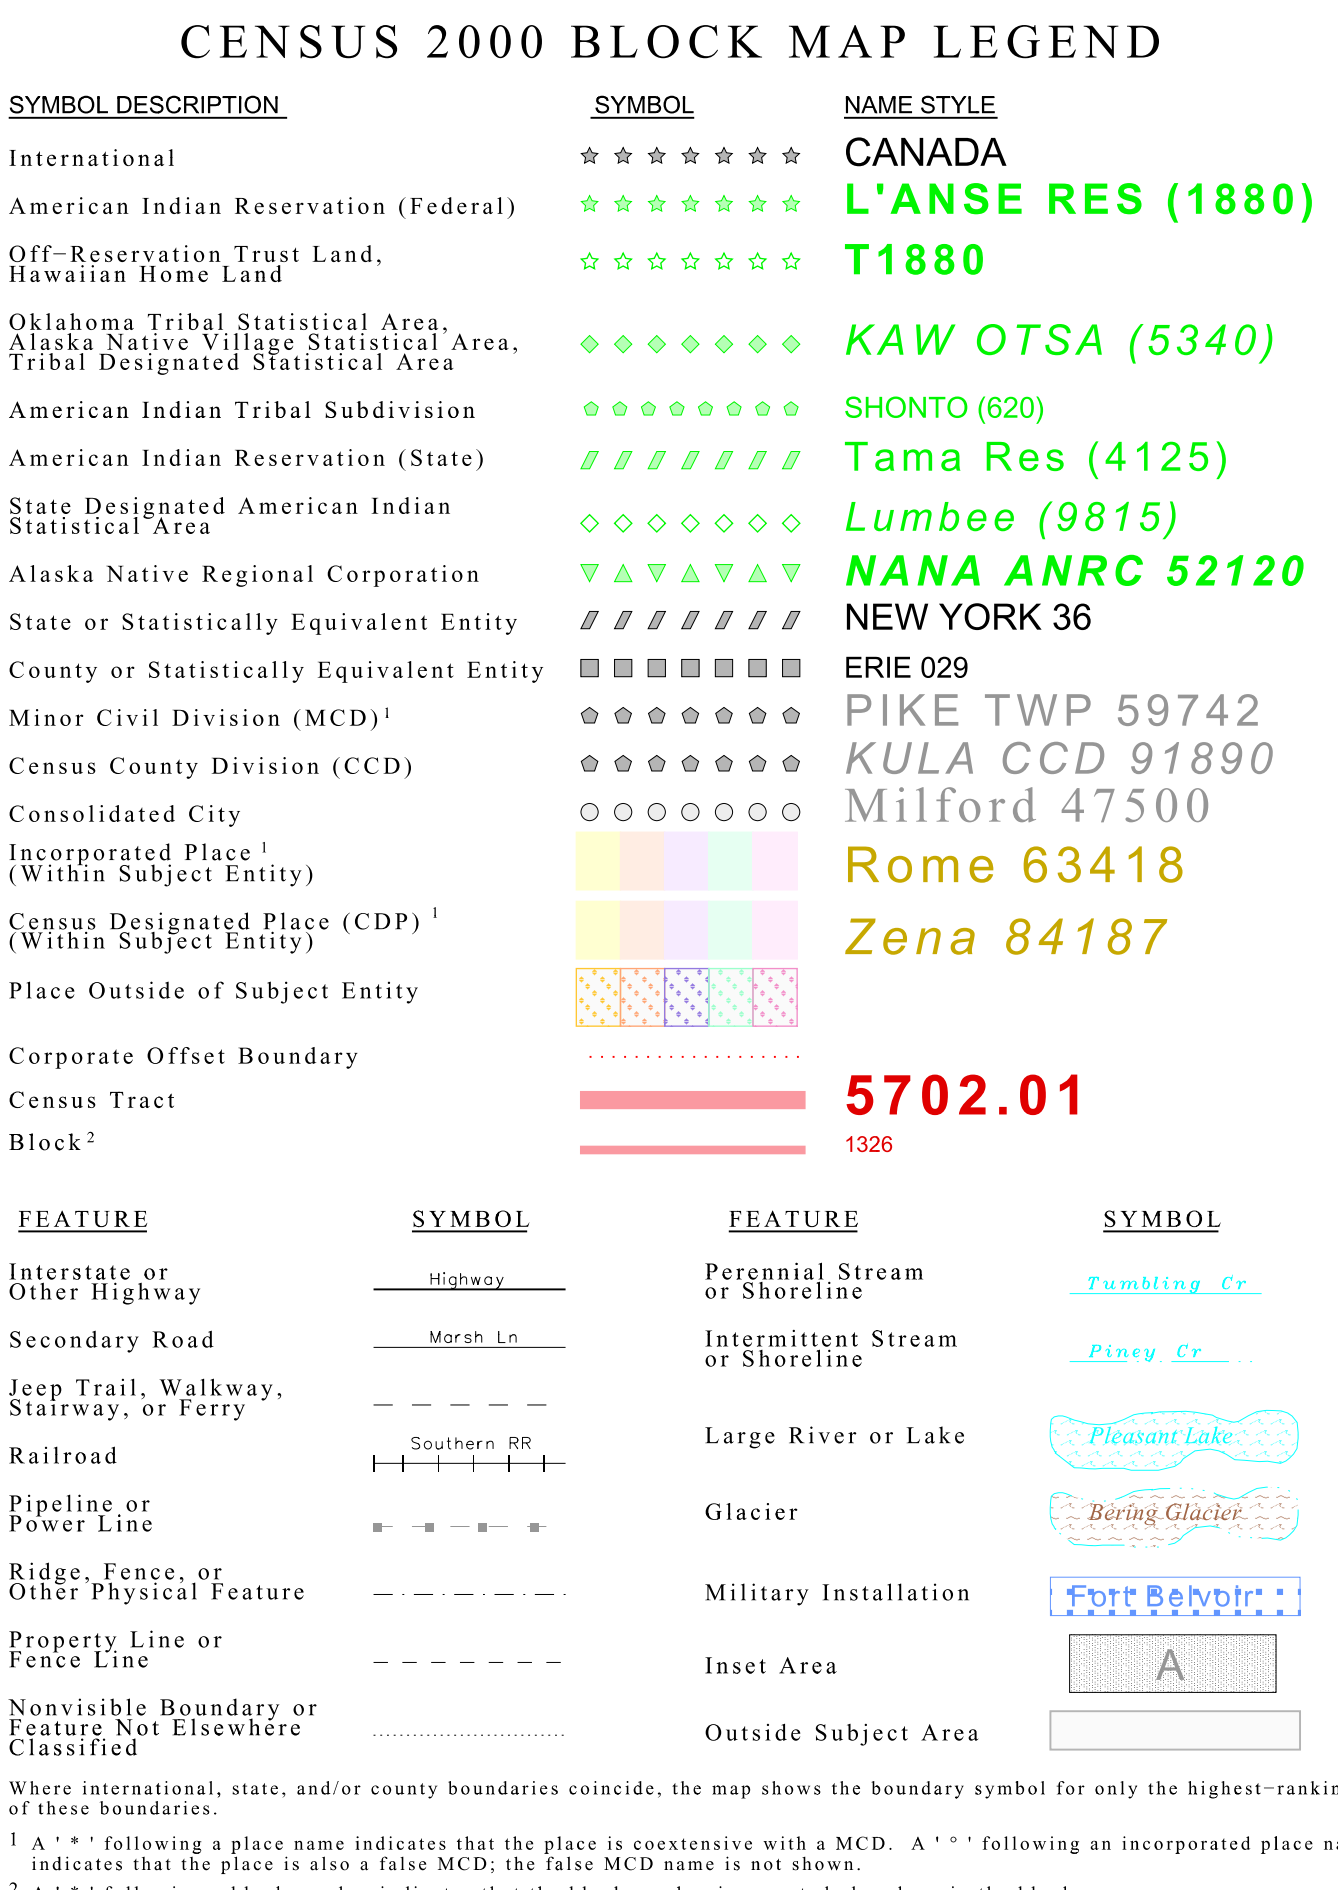 CENSUS 2000 BLOCK MAP LEGEND
SYMBOL DESCRIPTION SYMBOL NAME STYLE
International CANADA
American Indian Reservation (Federal) L'ANSE RES (1880)
Off−Reservation Trust Land,
Hawaiian Home Land T1880
Oklahoma Tribal Statistical Area,
Alaska Native Village Statistical Area, KAW OTSA (5340)
Tribal Designated Statistical Area
American Indian Tribal Subdivision SHONTO (620)
American Indian Reservation (State) Tama Res (4125)
State Designated American Indian
Statistical Area Lumbee (9815)
Alaska Native Regional Corporation NANA ANRC 52120
State or Statistically Equivalent Entity NEW YORK 36
County or Statistically Equivalent Entity ERIE 029
Minor Civil Division (MCD) 1 PIKE TWP 59742
Census County Division (CCD) KULA CCD 91890
Consolidated City Milford 47500
Incorporated Place 1
(Within Subject Entity) Rome 63418
Census Designated Place (CDP) 1
(Within Subject Entity) Zena 84187
Place Outside of Subject Entity
Corporate Offset Boundary
Census Tract 5702.01
Block 2 1326
FEATURE SYMBOL FEATURE SYMBOL
Interstate or
Other Highway Highway
Secondary Road Marsh Ln
Jeep Trail, Walkway,
Stairway, or Ferry
Railroad Southern RR
Pipeline or
Power Line
Ridge, Fence, or
Other Physical Feature
Property Line or
Fence Line
Nonvisible Boundary or
Feature Not Elsewhere
Classified
Perennial Stream
or Shoreline Tumbling Cr
Intermittent Stream
or Shoreline Piney Cr
Large River or Lake Pleasant Lake
Glacier Bering Glacier
Military Installation Fort Belvoir
Inset Area A
Outside Subject Area
Where international, state, and/or county boundaries coincide, the map shows the boundary symbol for only the
of these boundaries.
1 A ' * ' following a place name indicates that the place is coextensive with a MCD. A ' ° ' following an incorporated place
indicates that the place is also a false MCD; the false MCD name is not shown.